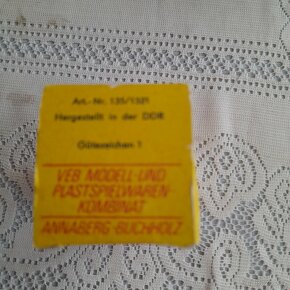 Art.-Nr. 135/1321
Hergestellt in der DDR
Gütezeichen 1
VEB MODELL-UND
PLASTSPIELWAREN-
KOMBINAT
ANNABERG-BUCHHOLZ